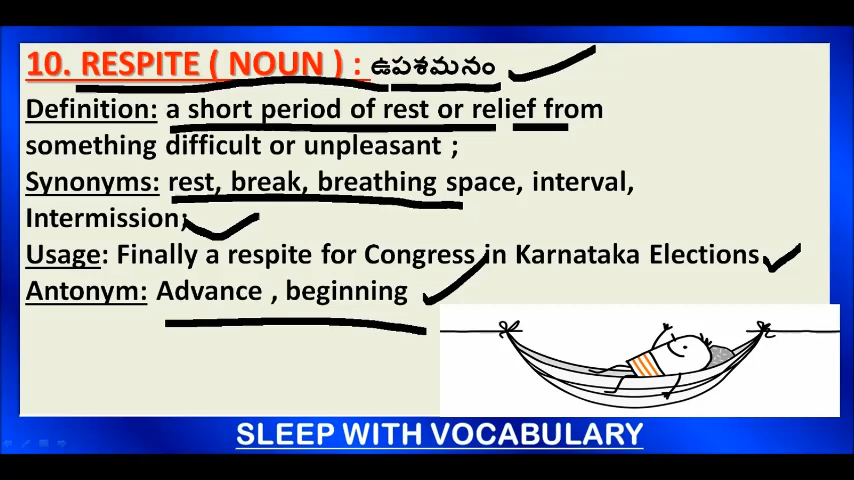 10. RESPITE ( NOUN ) : ఉపశమనం
Definition: a short period of rest or relief from
something difficult or unpleasant ;
Synonyms: rest, break, breathing space, interval,
Intermission;
Usage: Finally a respite for Congress in Karnataka Elections
Antonym: Advance , beginning
SLEEP WITH VOCABULARY